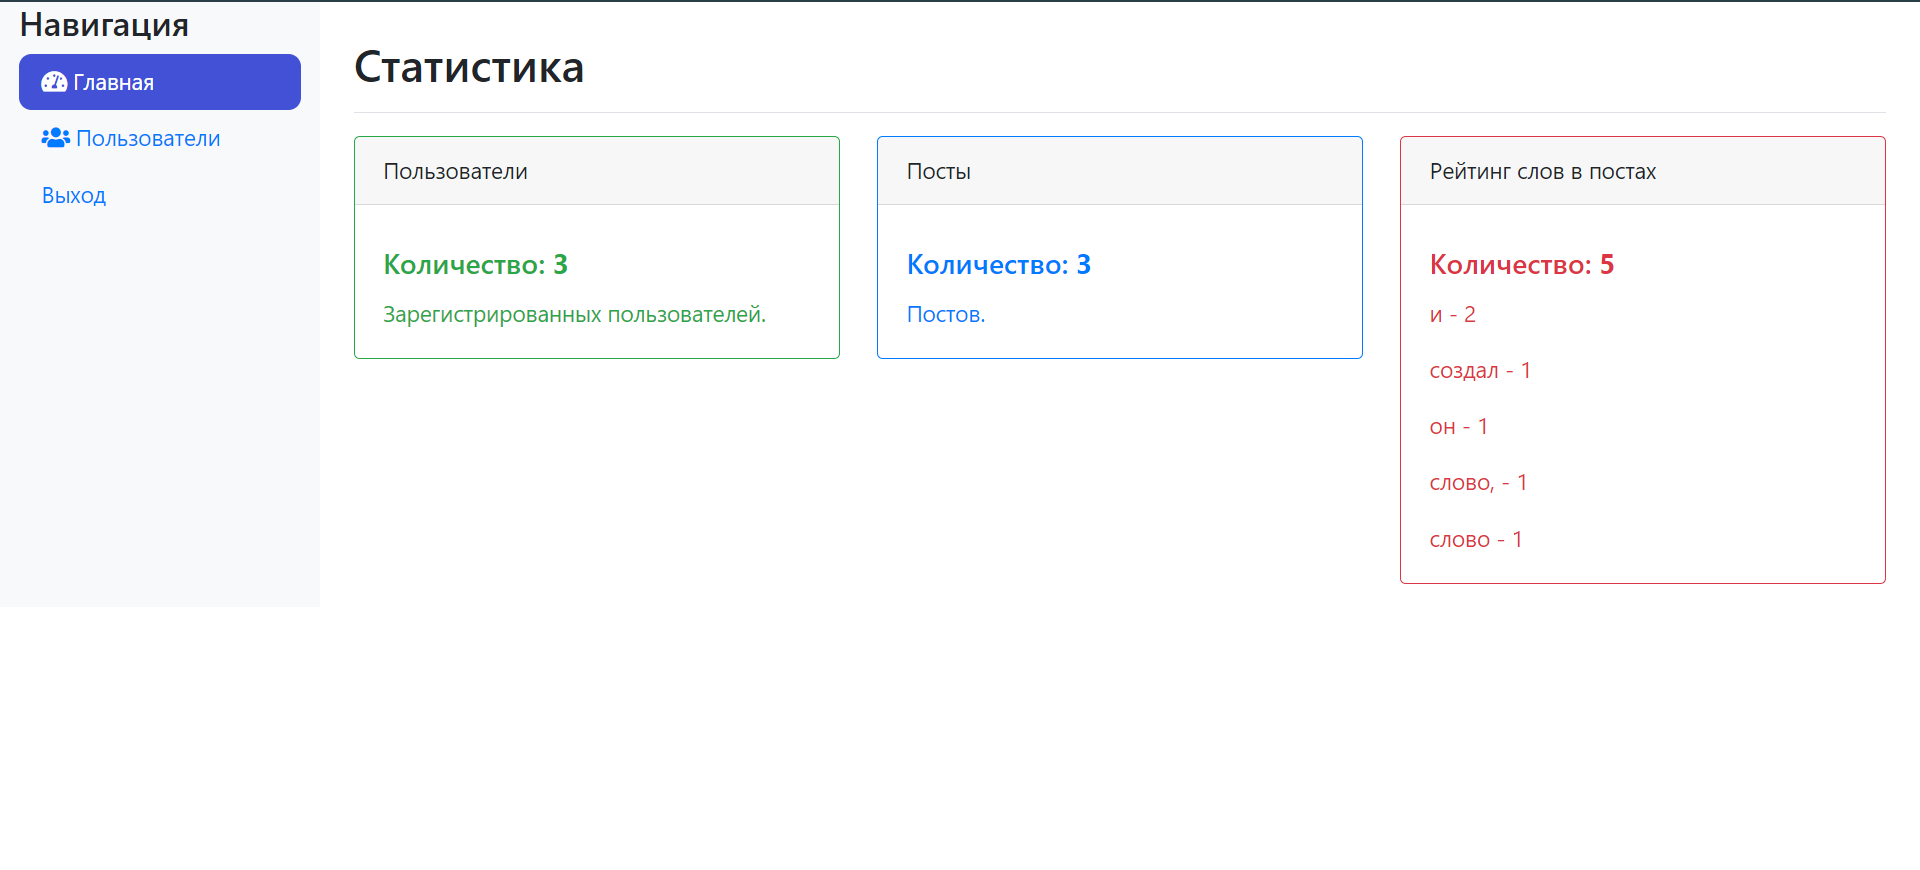 Навигация
Главная
Пользователи
Выход
Статистика
Пользователи
Количество: 3
Зарегистрированных пользователей.
Посты
Количество: 3
Постов.
Рейтинг слов в постах
Количество: 5
и - 2
создал - 1
он - 1
слово, - 1
слово - 1